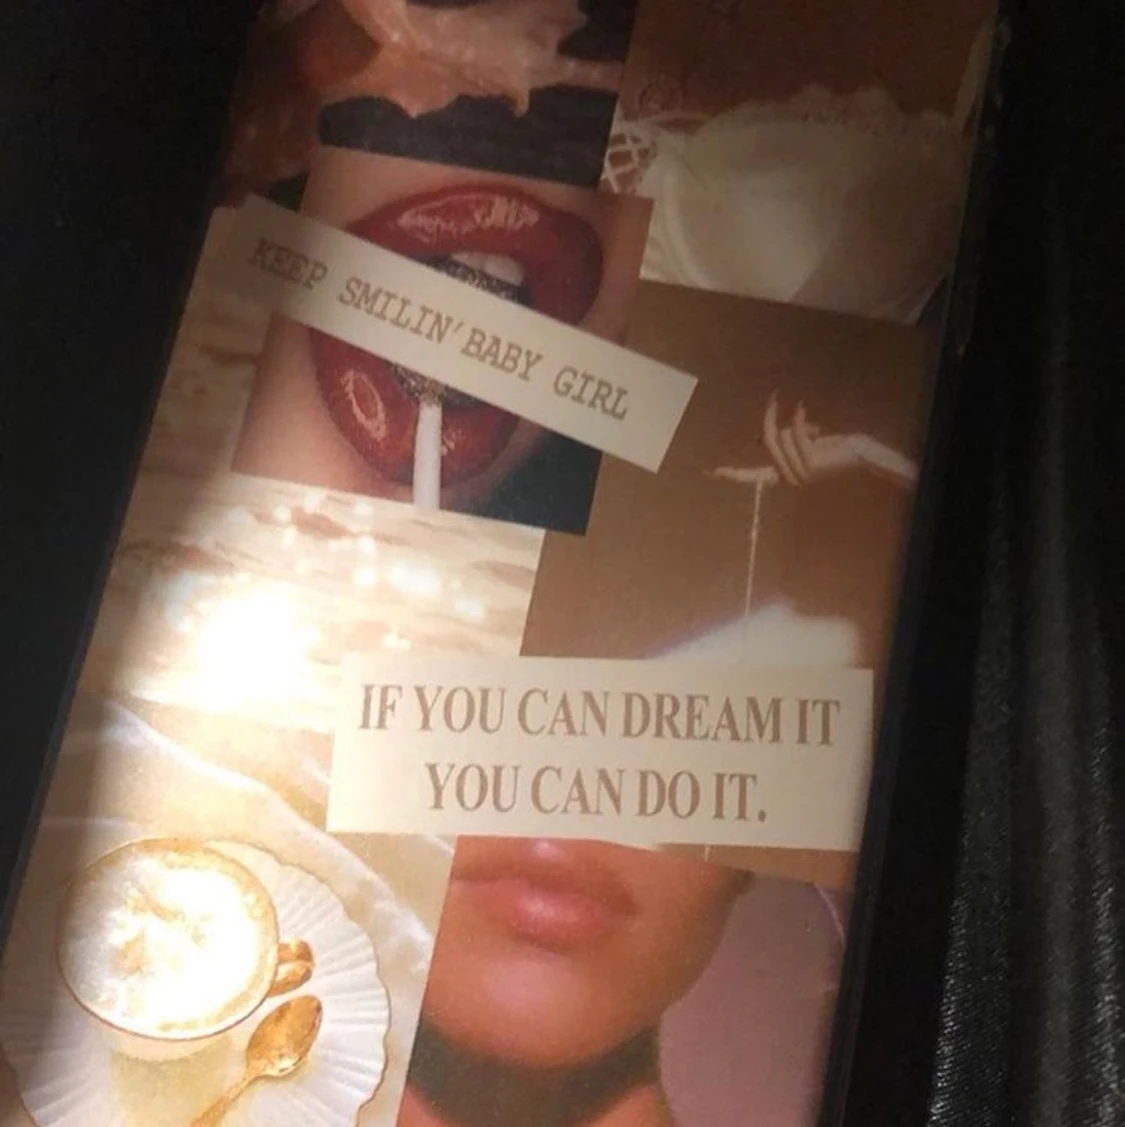 KEEP SMILIN' BABY GIRL
IF YOU CAN DREAM IT
YOU CAN DO IT.